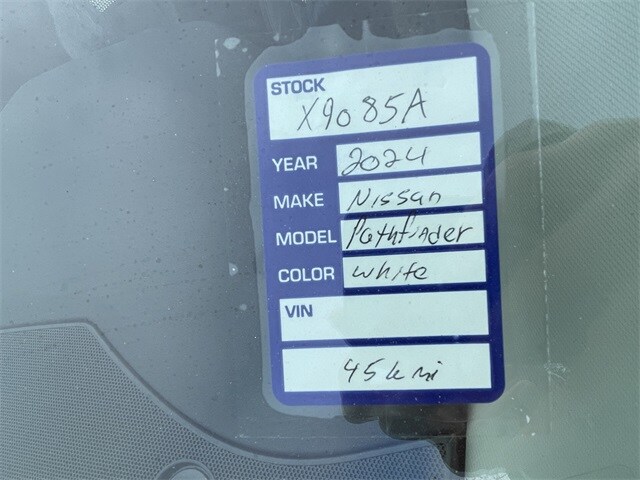 STOCK
X9085A
YEAR 2024
MAKE Nissan
MODEL Pathfinder
COLOR white
VIN
45k mi